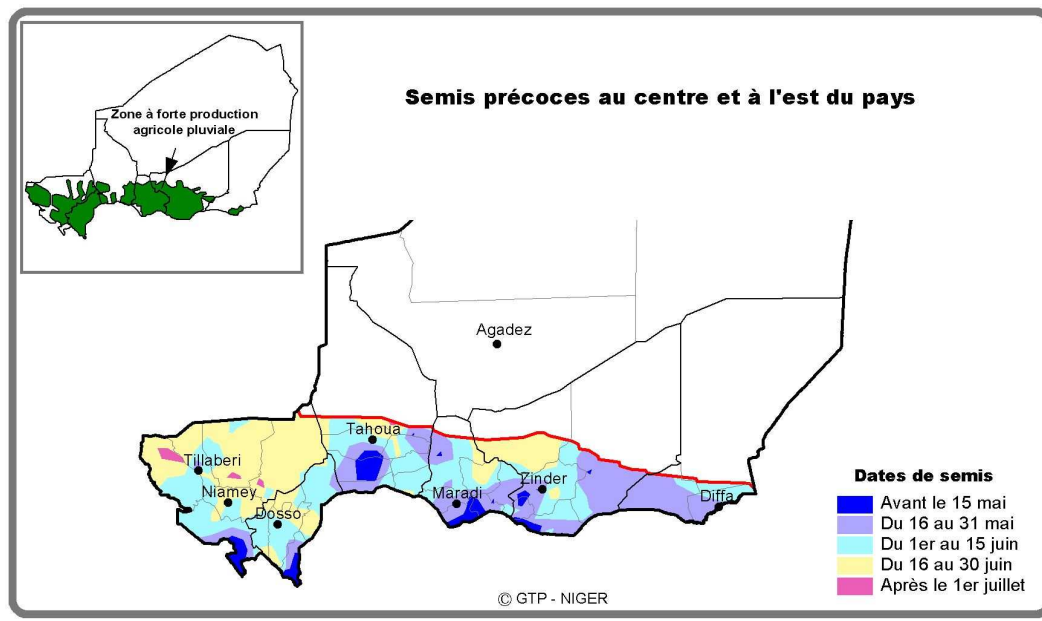 Zone à forte production
agricole pluviale
Semis précoces au centre et à l'est du pays
Agadez
Tahoua
Tillaberi
Niamey
Dosso
Maradi
Zinder
Diffa
Dates de semis
Avant le 15 mai
Du 16 au 31 mai
Du 1er au 15 juin
Du 16 au 30 juin
Après le 1er juillet
© GTP - NIGER